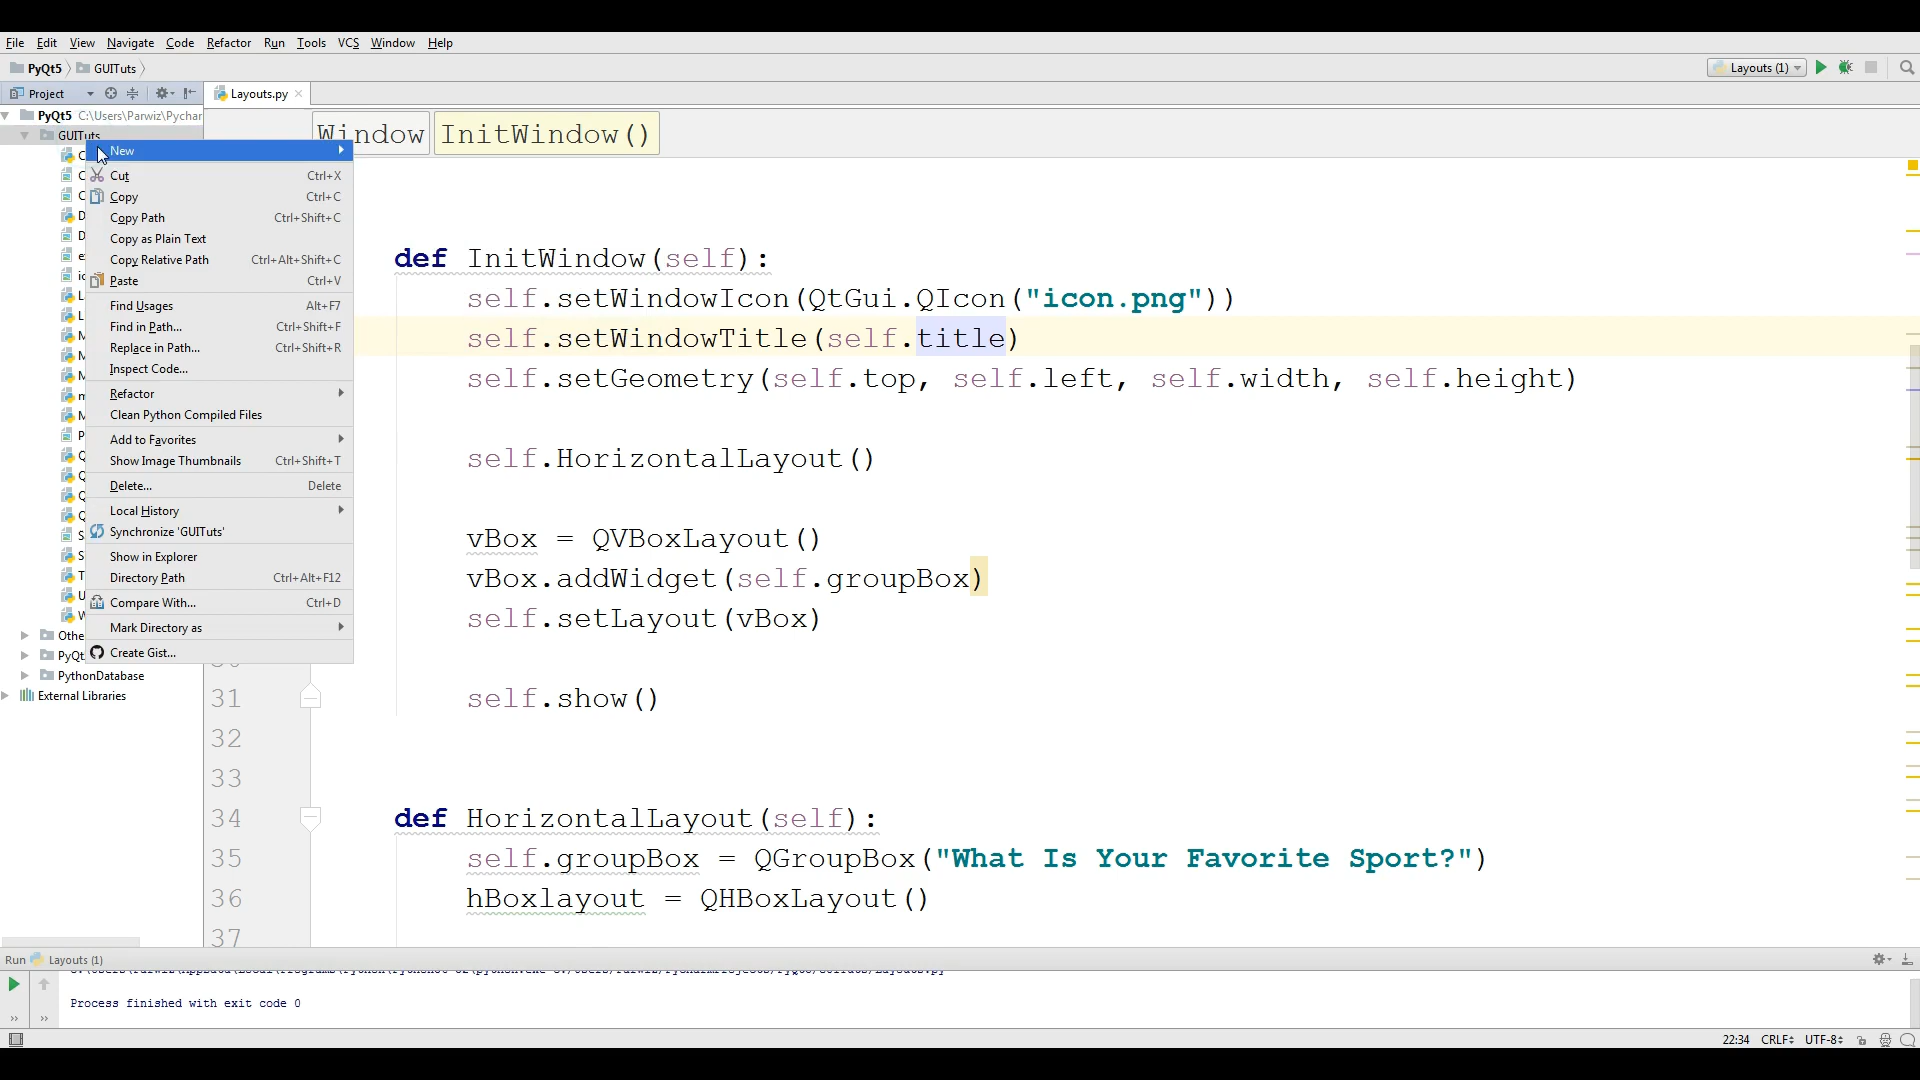 File Edit View Navigate Code Refactor Run Tools VCS Window Help
PyQt5 GUITuts
Layouts (1)
Project
Layouts.py
PyQt5 C:\Users\Parwiz\Pychar
GUITuts
Window InitWindow()
New
Cut Ctrl+X
Copy Ctrl+C
Copy Path Ctrl+Shift+C
Copy as Plain Text
Copy Relative Path Ctrl+Alt+Shift+C
Paste Ctrl+V
Find Usages Alt+F7
Find in Path... Ctrl+Shift+F
Replace in Path... Ctrl+Shift+R
Inspect Code...
Refactor
Clean Python Compiled Files
Add to Favorites
Show Image Thumbnails Ctrl+Shift+T
Delete... Delete
Local History
Synchronize 'GUITuts'
Show in Explorer
Directory Path Ctrl+Alt+F12
Compare With... Ctrl+D
Mark Directory as
Create Gist...
Othe
PyQt
PythonDatabase
External Libraries
def InitWindow(self):
self.setWindowIcon(QtGui.QIcon("icon.png"))
self.setWindowTitle(self.title)
self.setGeometry(self.top, self.left, self.width, self.height)
self.HorizontalLayout()
vBox = QVBoxLayout()
vBox.addWidget(self.groupBox)
self.setLayout(vBox)
31 self.show()
32
33
34 def HorizontalLayout(self):
35 self.groupBox = QGroupBox("What Is Your Favorite Sport?")
36 hBoxlayout = QHBoxLayout()
37
Run Layouts (1)
Process finished with exit code 0
22:34 CRLF UTF-8